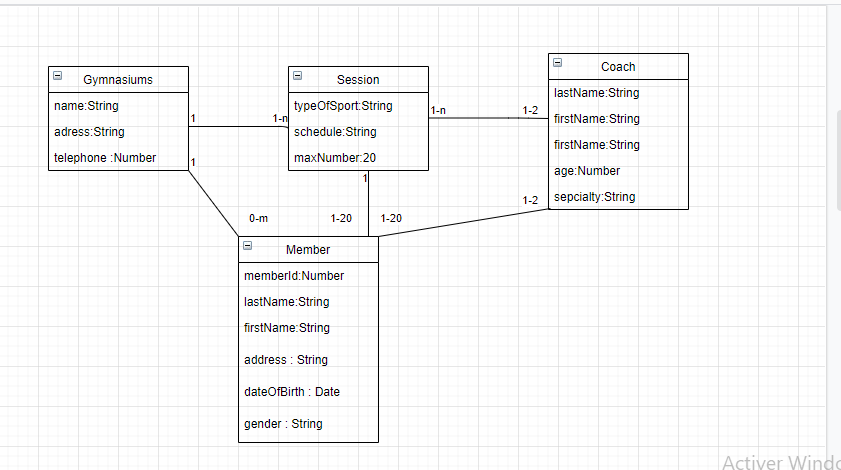 Gymnasiums
name:String
adress:String
telephone :Number
1
1-n
1
Session
typeOfSport:String
schedule:String
maxNumber:20
1-n
1-2
1
Coach
lastName:String
firstName:String
firstName:String
age:Number
sepcialty:String
1-2
0-m
1-20
1-20
Member
memberId:Number
lastName:String
firstName:String
address : String
dateOfBirth : Date
gender : String
Activer Windo